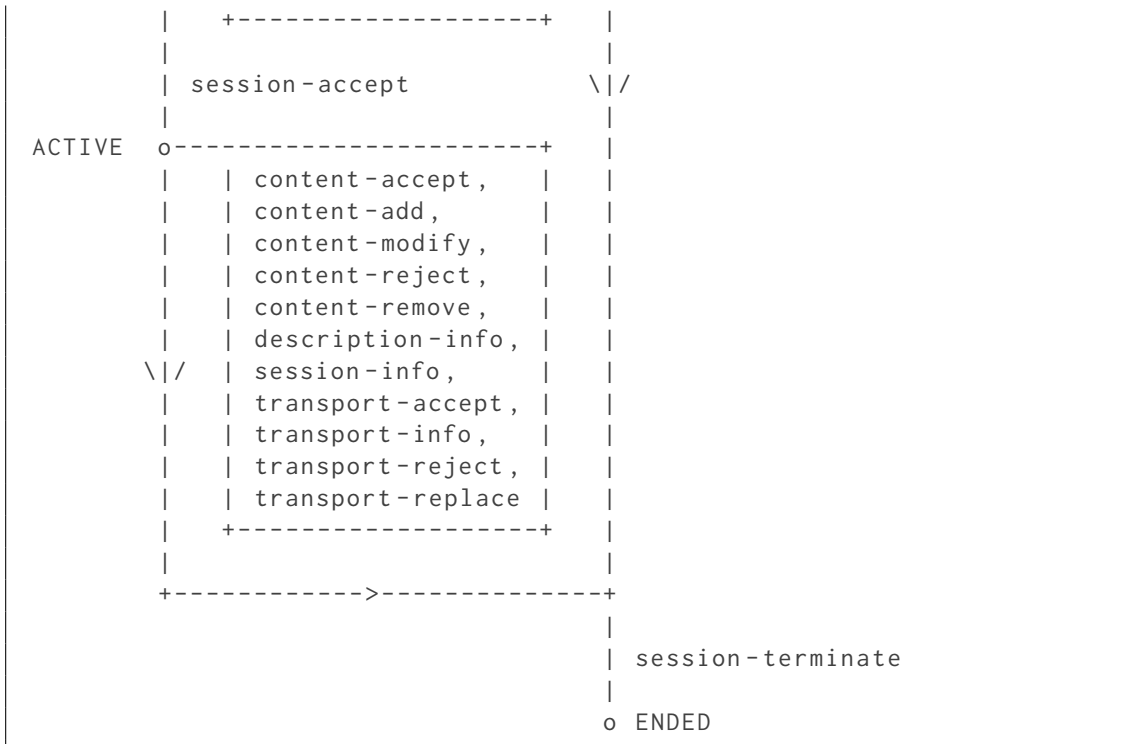 |   +-------------------+   |
|                           |
| session-accept           \|/
|                           |
ACTIVE  o-----------------------+   |
|   | content-accept,   |   |
|   | content-add,      |   |
|   | content-modify,   |   |
|   | content-reject,   |   |
|   | content-remove,   |   |
|   | description-info, |   |
\|/  | session-info,     |   |
|   | transport-accept, |   |
|   | transport-info,   |   |
|   | transport-reject, |   |
|   | transport-replace |   |
|   +-------------------+   |
|                           |
+------------>--------------+
|
| session-terminate
|
o ENDED